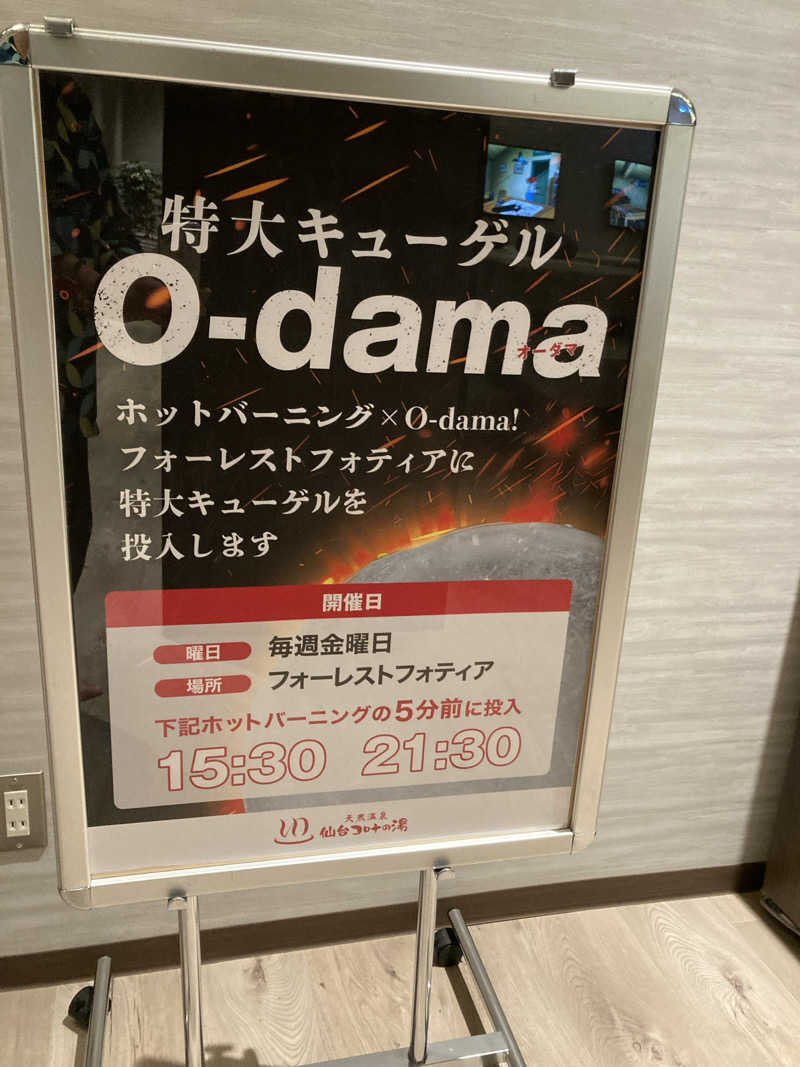 特大キューゲル
O-dama
オーダマ
ホットバーニング×O-dama!
フォーレストフォティアに
特大キューゲルを
投入します
開催日
曜日 毎週金曜日
場所 フォーレストフォティア
下記ホットバーニングの5分前に投入
15:30 21:30
天然温泉
仙台コロナの湯